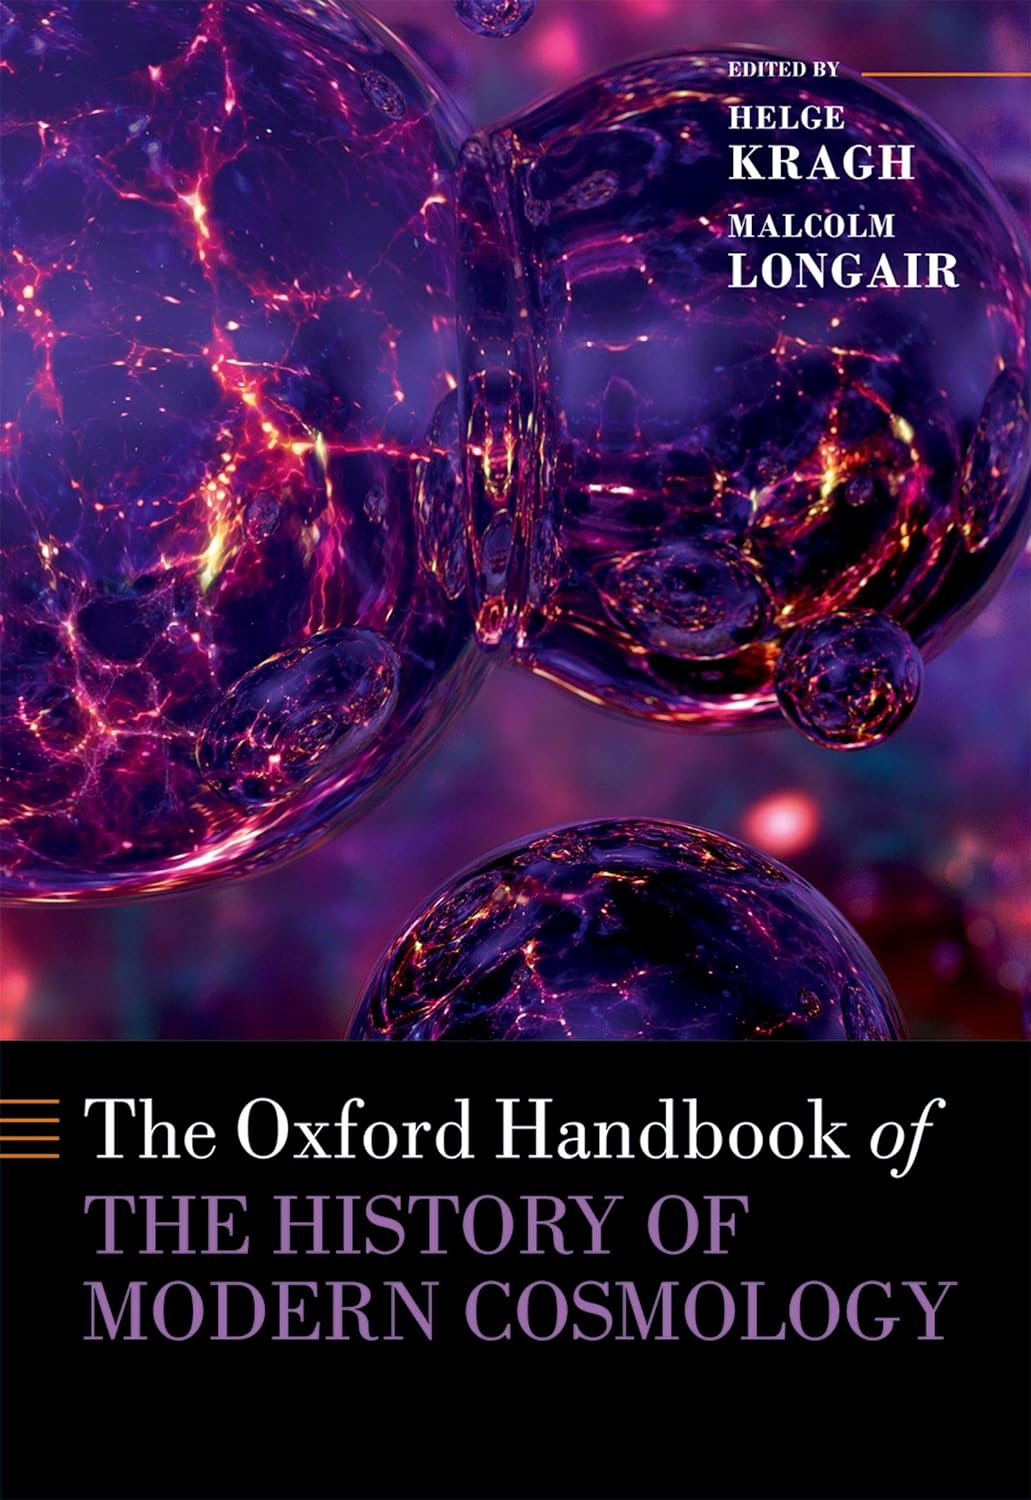 EDITED BY
HELGE
KRAGH
MALCOLM
LONGAIR
The Oxford Handbook of
THE HISTORY OF
MODERN COSMOLOGY